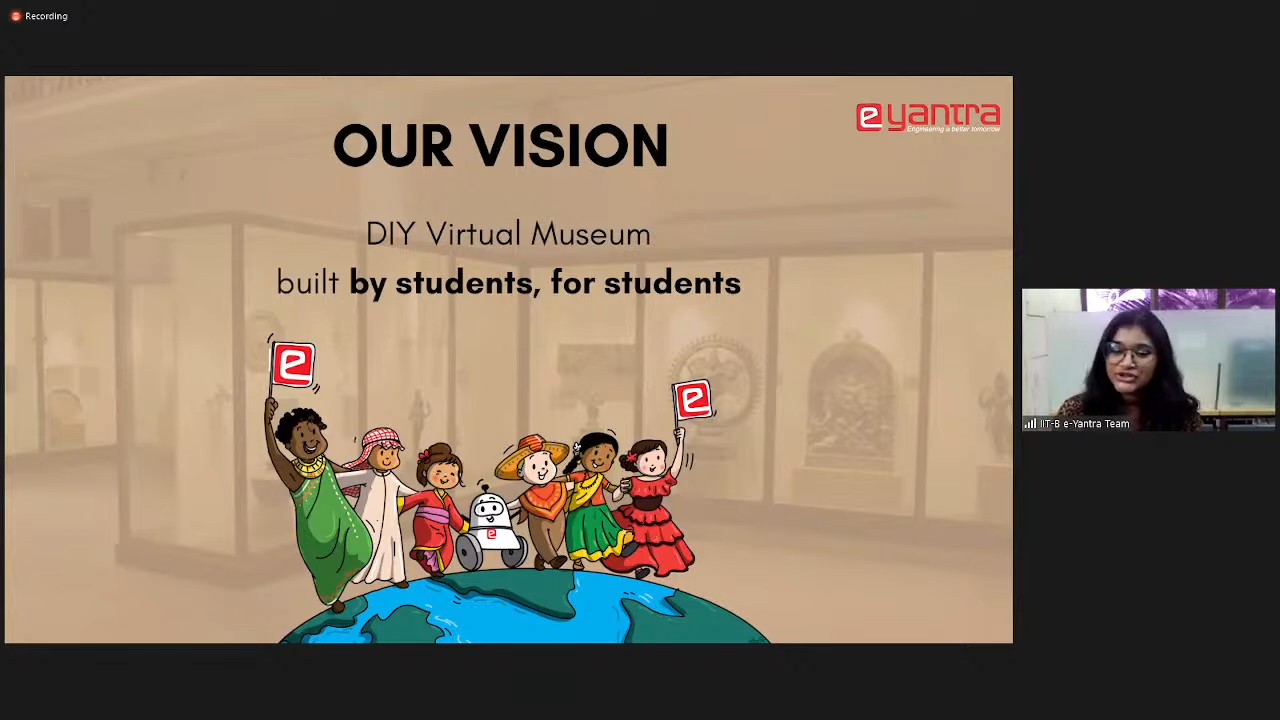 Recording
e yantra
Engineering a better tomorrow
OUR VISION
DIY Virtual Museum
built by students, for students
e
e
e
IIT-B e-Yantra Team